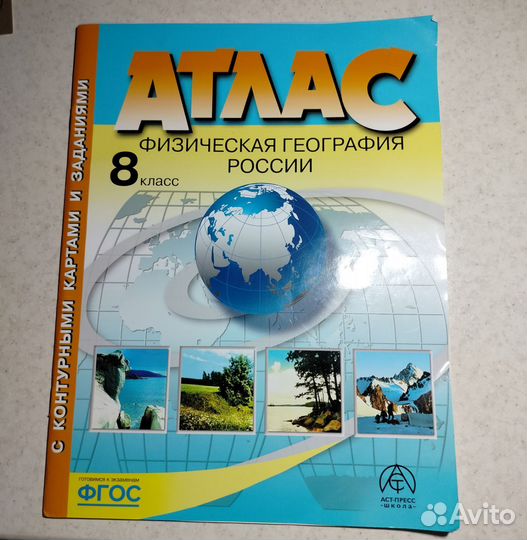 АТЛАС
ФИЗИЧЕСКАЯ ГЕОГРАФИЯ
РОССИИ
8 класс
С КОНТУРНЫМИ КАРТАМИ И ЗАДАНИЯМИ
ГОТОВИМСЯ К ЭКЗАМЕНАМ
ФГОС
АСТ-ПРЕСС
-школа-
Avito